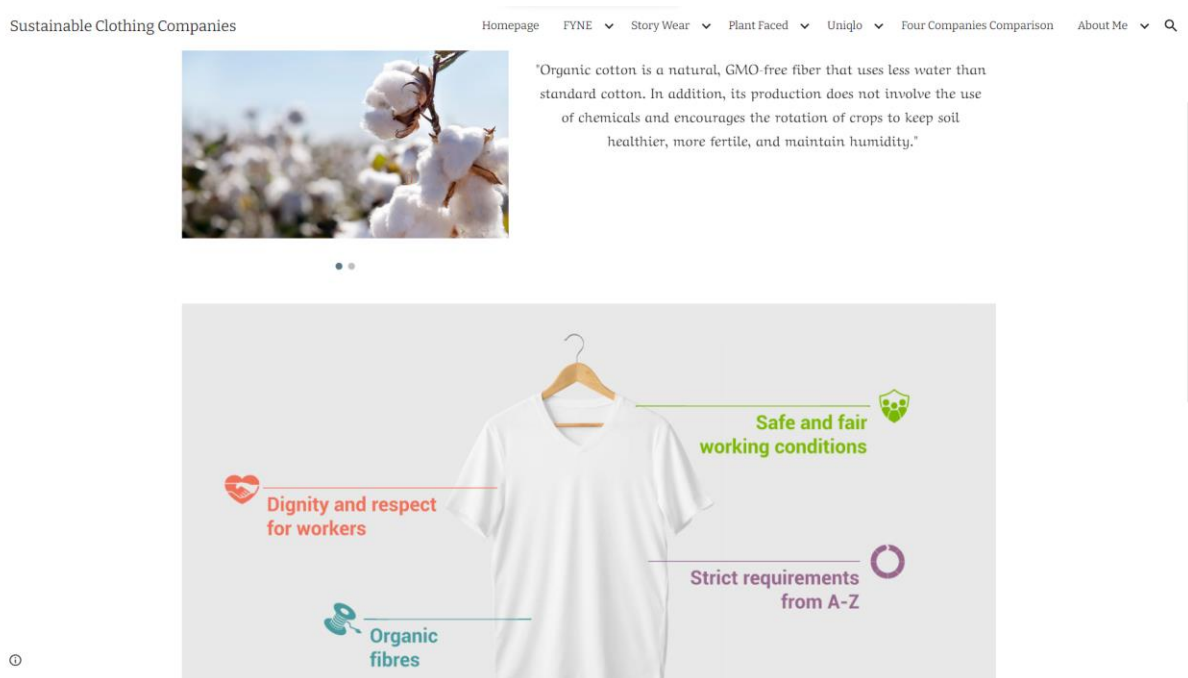 Sustainable Clothing Companies
Homepage FYNE Story Wear Plant Faced Uniqlo Four Companies Comparison About Me
"Organic cotton is a natural, GMO-free fiber that uses less water than
standard cotton. In addition, its production does not involve the use
of chemicals and encourages the rotation of crops to keep soil
healthier, more fertile, and maintain humidity."
Safe and fair
working conditions
Dignity and respect
for workers
Strict requirements
from A-Z
Organic
fibres